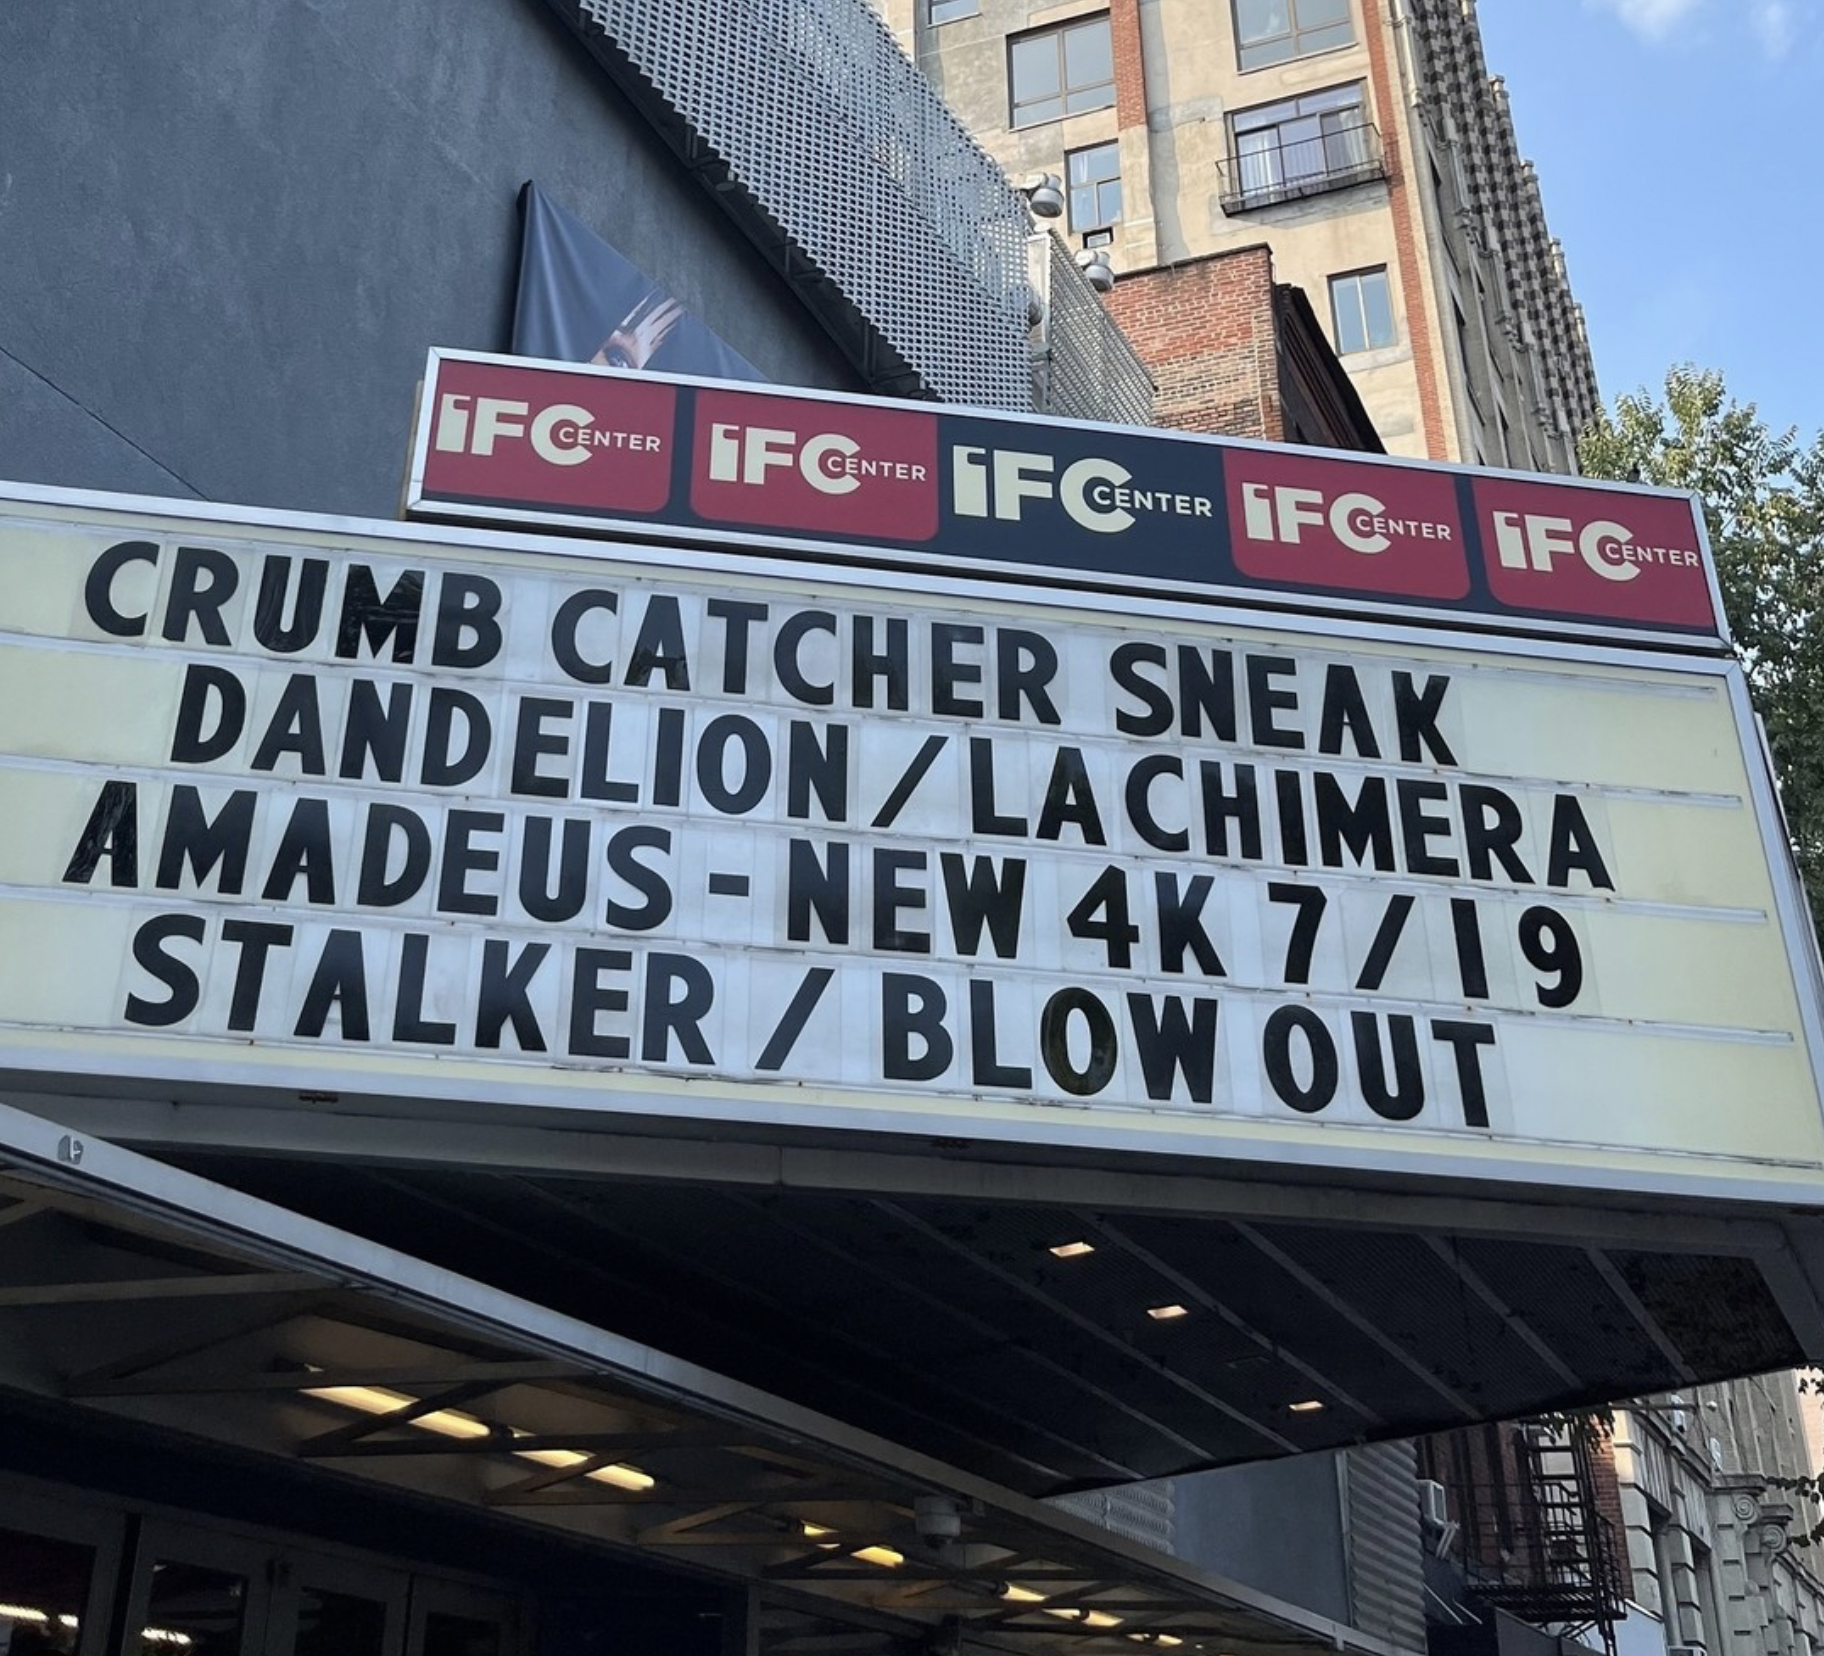 iFC CENTER iFC CENTER iFC CENTER iFC CENTER iFC CENTER
CRUMB CATCHER SNEAK
DANDELION/LA CHIMERA
AMADEUS - NEW 4K 7/19
STALKER / BLOW OUT